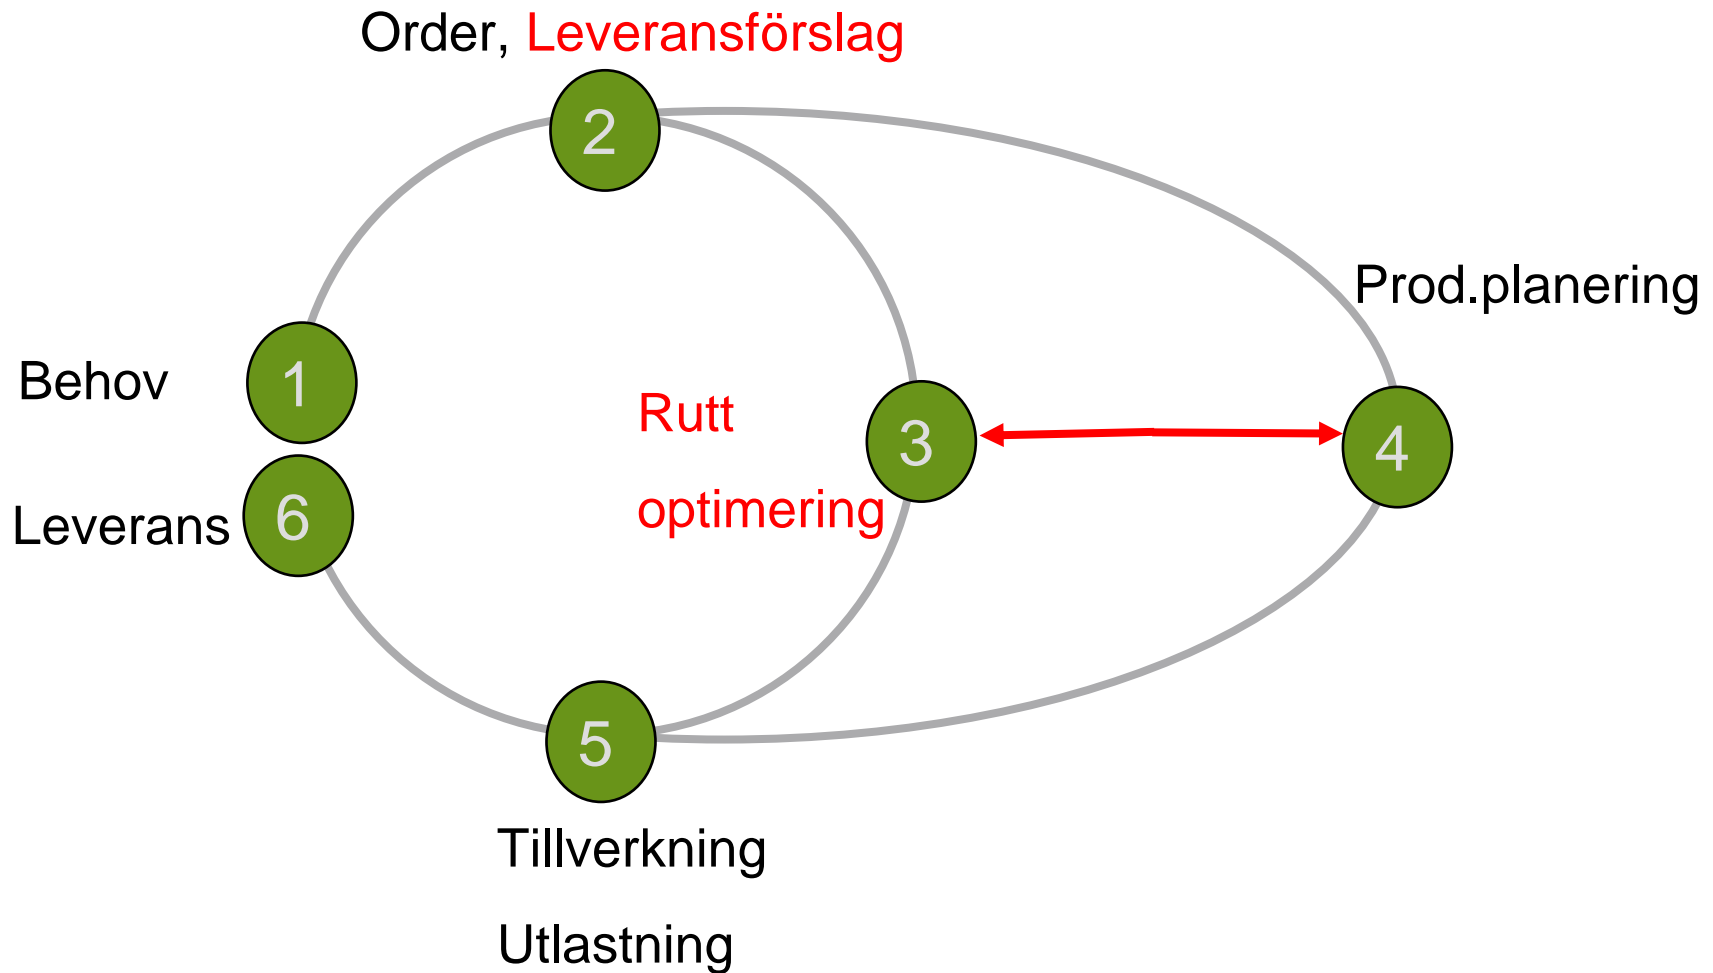 Order, Leveransförslag
2
Prod.planering
Behov
1
Rutt
optimering
3
4
Leverans
6
5
Tillverkning
Utlastning